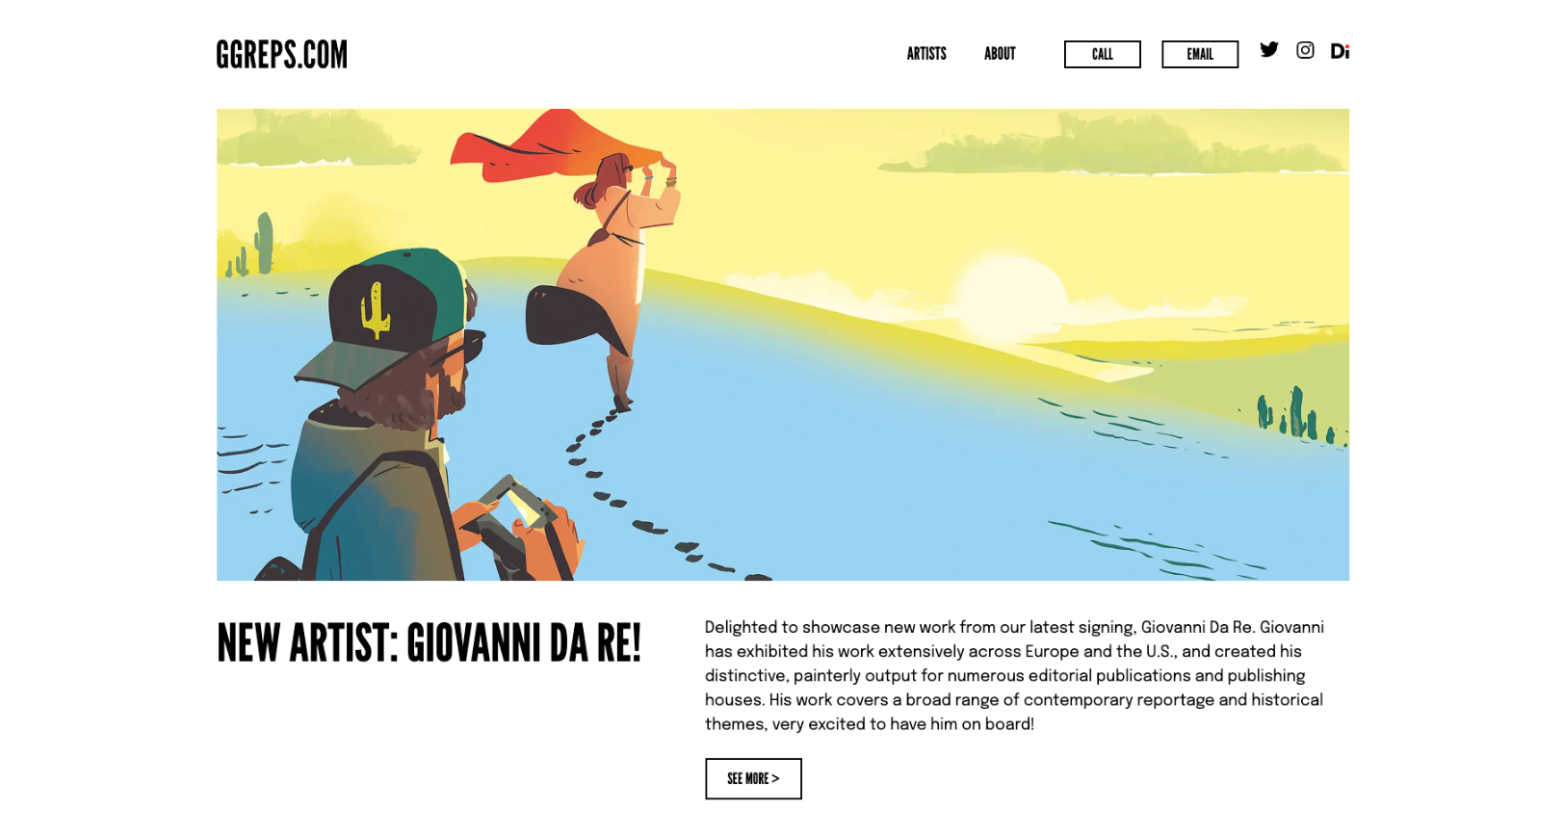 GGREPS.COM
ARTISTS
ABOUT
CALL
EMAIL
Di
NEW ARTIST: GIOVANNI DA RE!
Delighted to showcase new work from our latest signing, Giovanni Da Re. Giovanni
has exhibited his work extensively across Europe and the U.S., and created his
distinctive, painterly output for numerous editorial publications and publishing
houses. His work covers a broad range of contemporary reportage and historical
themes, very excited to have him on board!
SEE MORE >